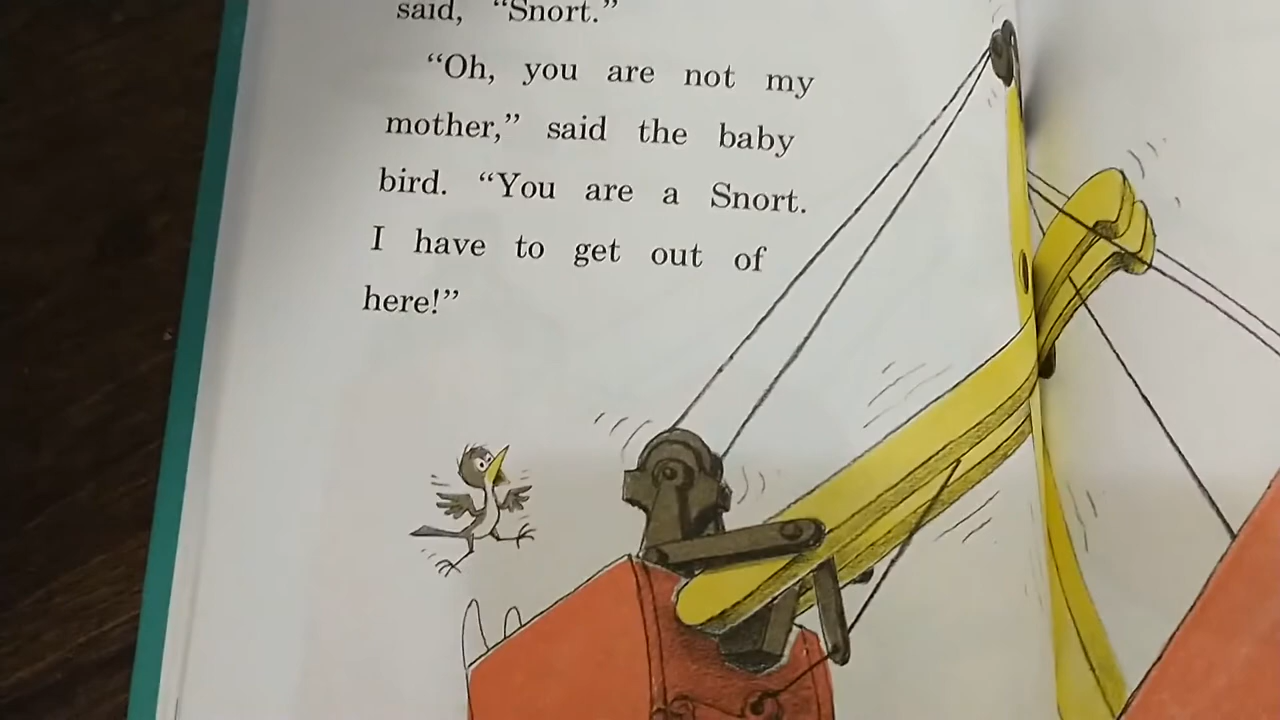 said, “Snort.”
“Oh, you are not my
mother,” said the baby
bird. “You are a Snort.
I have to get out of
here!”